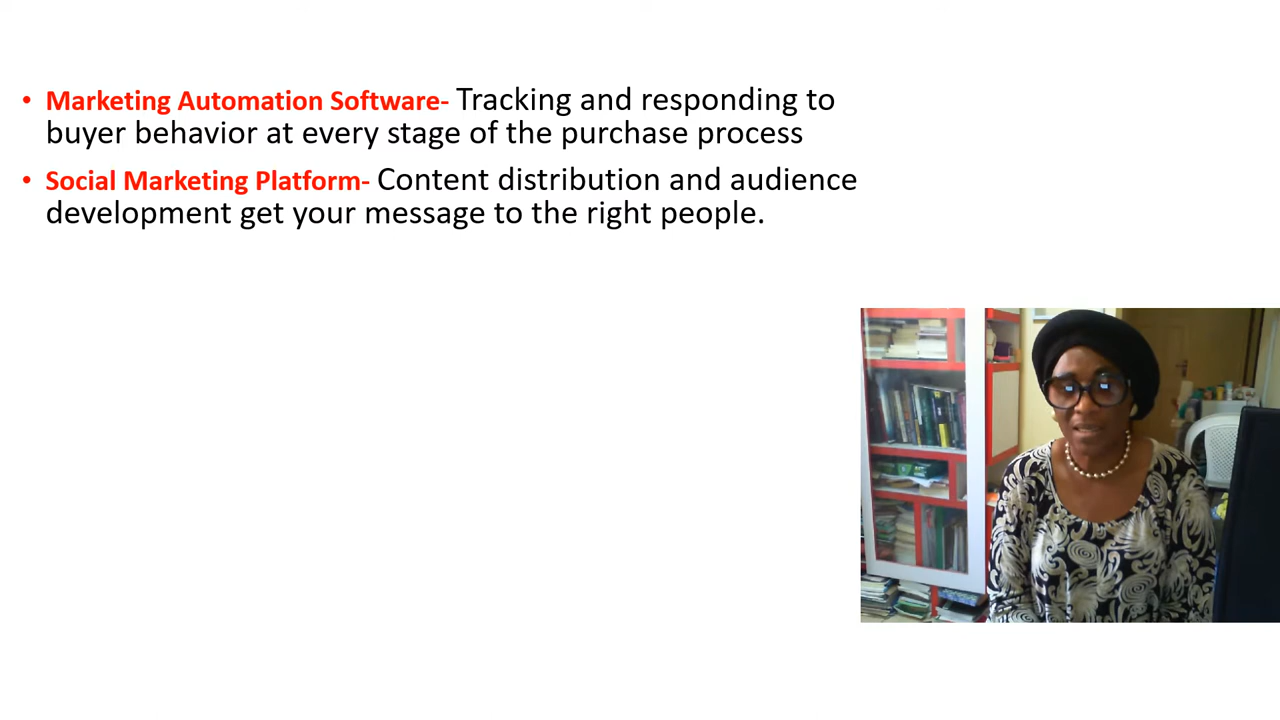 • Marketing Automation Software- Tracking and responding to
buyer behavior at every stage of the purchase process
• Social Marketing Platform- Content distribution and audience
development get your message to the right people.